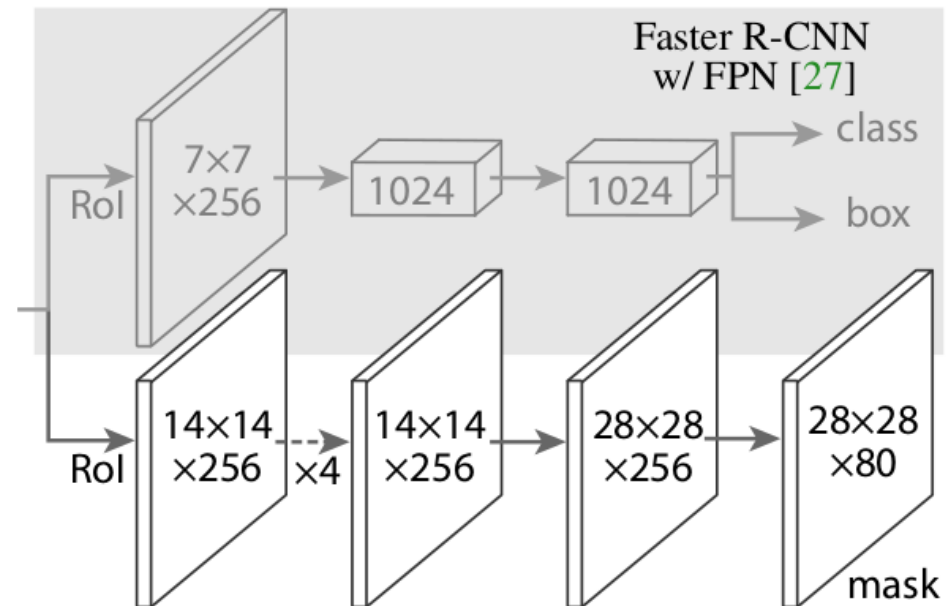 Faster R-CNN
w/ FPN [27]
RoI
7×7
×256
1024
1024
class
box
RoI
14×14
×256
×4
14×14
×256
28×28
×256
28×28
×80
mask